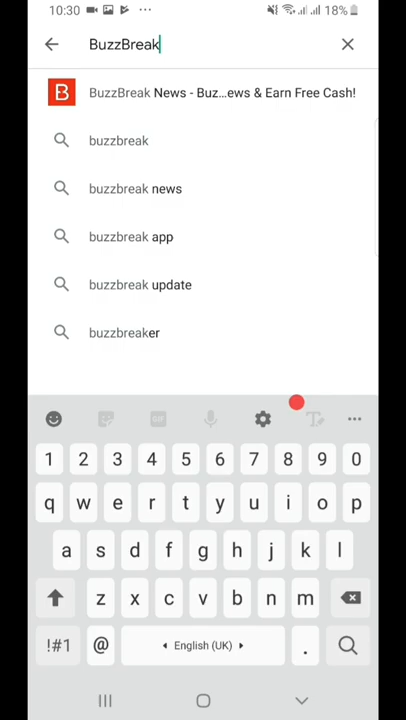 10:30 18%
BuzzBreak
B BuzzBreak News - Buz...ews & Earn Free Cash!
buzzbreak
buzzbreak news
buzzbreak app
buzzbreak update
buzzbreaker
GIF T
1 2 3 4 5 6 7 8 9 0
q w e r t y u i o p
a s d f g h j k l
z x c v b n m
!#1 @ English (UK) .